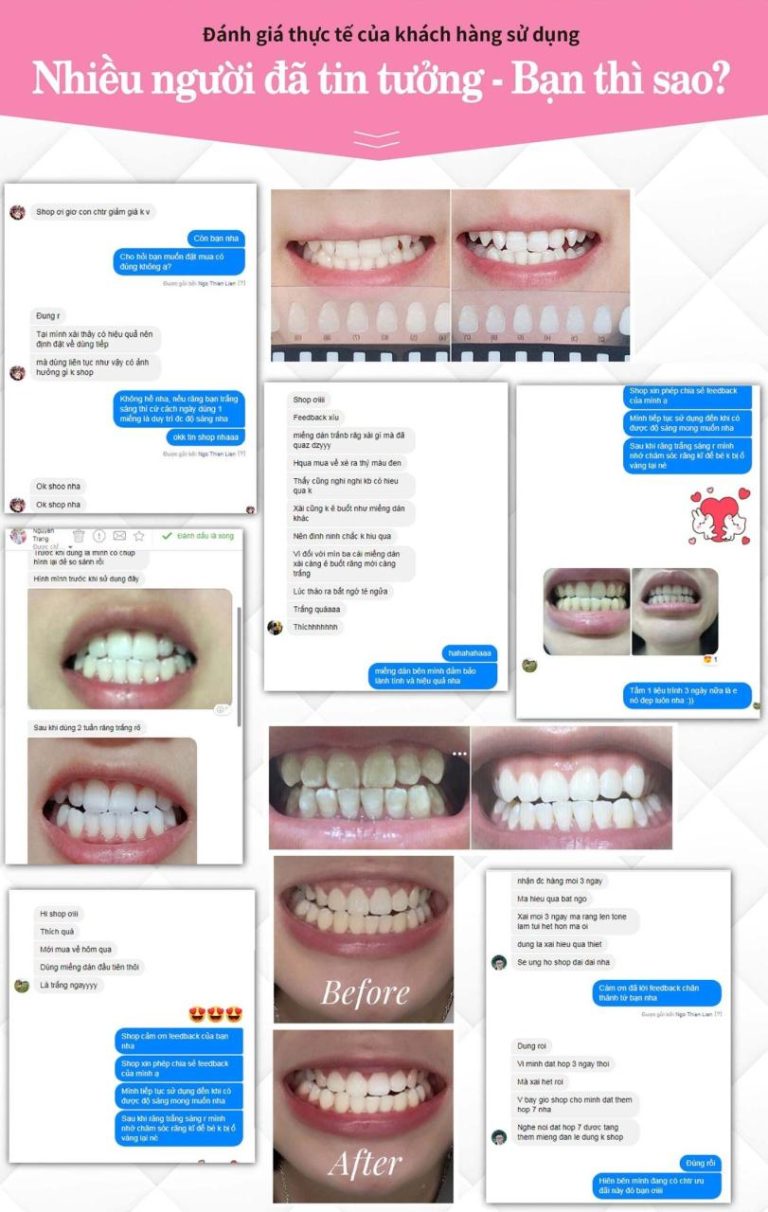 Đánh giá thực tế của khách hàng sử dụng
Nhiều người đã tin tưởng - Bạn thì sao?
Shop ơi giơ con chtr giảm giá k v
Còn bạn nha
Cho hỏi bạn muốn đặt mua có
đúng không ạ?
Được gửi bởi Ngo Thien Lian [?]
Đung r
Tại mình xài thấy có hiệu quả nên
định đặt về dùng tiếp
mà dùng liên tục như vậy có ảnh
hưởng gì k shop
Không hề nha, nếu răng bạn trắng
sáng thì cứ cách ngày dùng 1
miếng là duy trì đc độ sáng nha
okk tin shop nhaaa
Được gửi bởi Ngo Thien Lian [?]
Ok shoo nha
Ok shop nha
Shop oiiii
Feedback xíu
miếng dán trắnb răg xài gì mà đã
quaz dzyyy
Hqua mua về xè ra thý màu đen
Thấy cũng nghi nghi kb có hieu
qua k
Xài cũng k ê buốt như miếng dán
khác
Nên đinh ninh chắc k hiu qua
Vì đối với mìn ba cái miếng dán
xài càng ê buốt răng mới càng
trắng
Lúc tháo ra bất ngờ té ngửa
Trắng quáaaa
Thíchhhhhhh
hahahahaaa
miếng dán bên mình đảm bảo
lành tính và hiệu quả nha
Shop xin phép chia sẻ feedback
của mình ạ
Mình tiếp tục sử dụng đến khi có
được độ sáng mong muốn nha
Sau khi răng trắng sáng r mình
nhớ chăm sóc răng kĩ để bé k bị ố
vàng lại nè
1
Tầm 1 liệu trình 3 ngày nữa là e
nó đẹp luôn nha :))
Nguyen
Trang
Đánh dấu là xong
Trước khi dùng là mình có chụp
hình lại để so sánh rồi
Hình mình trước khi sử dụng đây
Sau khi dùng 2 tuần răng trắng rõ
Hi shop oiii
Thích quá
Mới mua về hôm qua
Dùng miếng dán đầu tiên thôi
Là trắng ngayyyy
Shop cảm ơn feedback của bạn
nha
Shop xin phép chia sẻ feedback
của mình ạ
Mình tiếp tục sử dụng đến khi có
được độ sáng mong muốn nha
Sau khi răng trắng sáng r mình
nhớ chăm sóc răng kĩ để bé k bị ố
vàng lại nè
Before
After
nhận đc hàng moi 3 ngay
Ma hieu qua bat ngo
Xai moi 3 ngay ma rang len tone
lam tui het hon ma oi
dung la xai hieu qua thiet
Se ung ho shop dai dai nha
Cảm ơn đã lời feedback chân
thành từ bạn nha
Được gửi bởi Ngo Thien Lian [?]
Dung roi
Vi minh dat hop 3 ngay thoi
Mà xai het roi
V bay gio shop cho minh dat them
hop 7 nha
Nghe noi dat hop 7 dược tang
them mieng dan le dung k shop
Đúng rồi
Hiện bên mình đang có chtr ưu
đãi này đó bạn oiiii